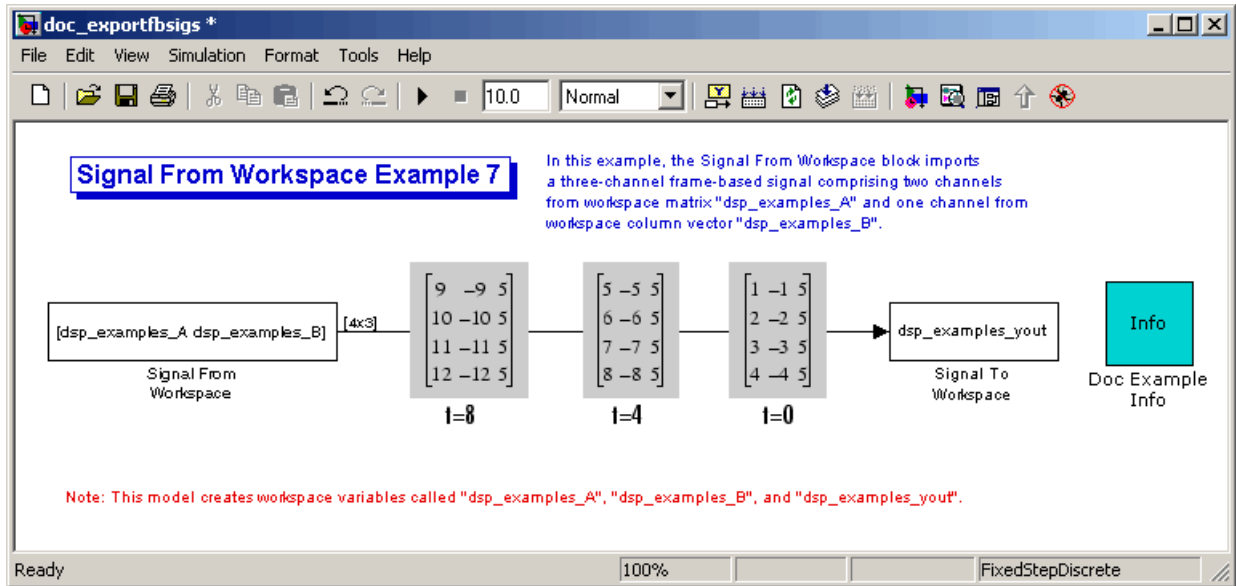 doc_exportfbsigs *
File Edit View Simulation Format Tools Help
10.0 Normal
Signal From Workspace Example 7
In this example, the Signal From Workspace block imports
a three-channel frame-based signal comprising two channels
from workspace matrix "dsp_examples_A" and one channel from
workspace column vector "dsp_examples_B".
[dsp_examples_A dsp_examples_B]
Signal From
Workspace
[4x3]
9 -9 5
10 -10 5
11 -11 5
12 -12 5
t=8
5 -5 5
6 -6 5
7 -7 5
8 -8 5
t=4
1 -1 5
2 -2 5
3 -3 5
4 -4 5
t=0
dsp_examples_yout
Signal To
Workspace
Info
Doc Example
Info
Note: This model creates workspace variables called "dsp_examples_A", "dsp_examples_B", and "dsp_examples_yout".
Ready 100% FixedStepDiscrete